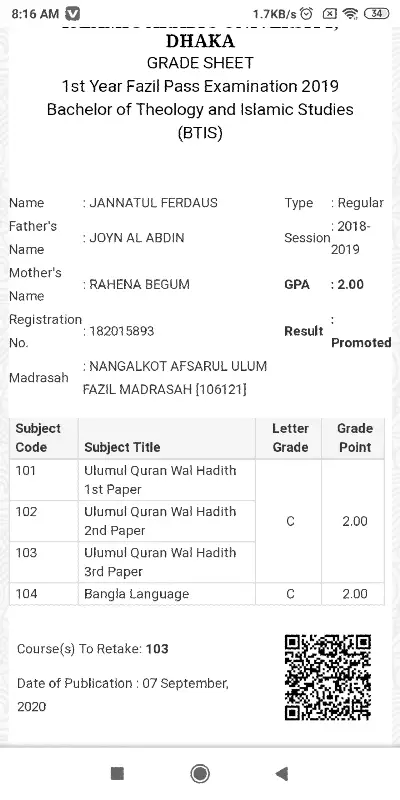 8:16 AM 1.7KB/s 34
DHAKA
GRADE SHEET
1st Year Fazil Pass Examination 2019
Bachelor of Theology and Islamic Studies
(BTIS)
Name : JANNATUL FERDAUS Type : Regular
Father's Name : JOYN AL ABDIN Session : 2018-2019
Mother's Name : RAHENA BEGUM GPA : 2.00
Registration No. : 182015893 Result : Promoted
Madrasah : NANGALKOT AFSARUL ULUM
FAZIL MADRASAH [106121]
Subject Code Subject Title Letter Grade Grade Point
101 Ulumul Quran Wal Hadith 1st Paper
102 Ulumul Quran Wal Hadith 2nd Paper C 2.00
103 Ulumul Quran Wal Hadith 3rd Paper
104 Bangla Language C 2.00
Course(s) To Retake: 103
Date of Publication : 07 September,
2020